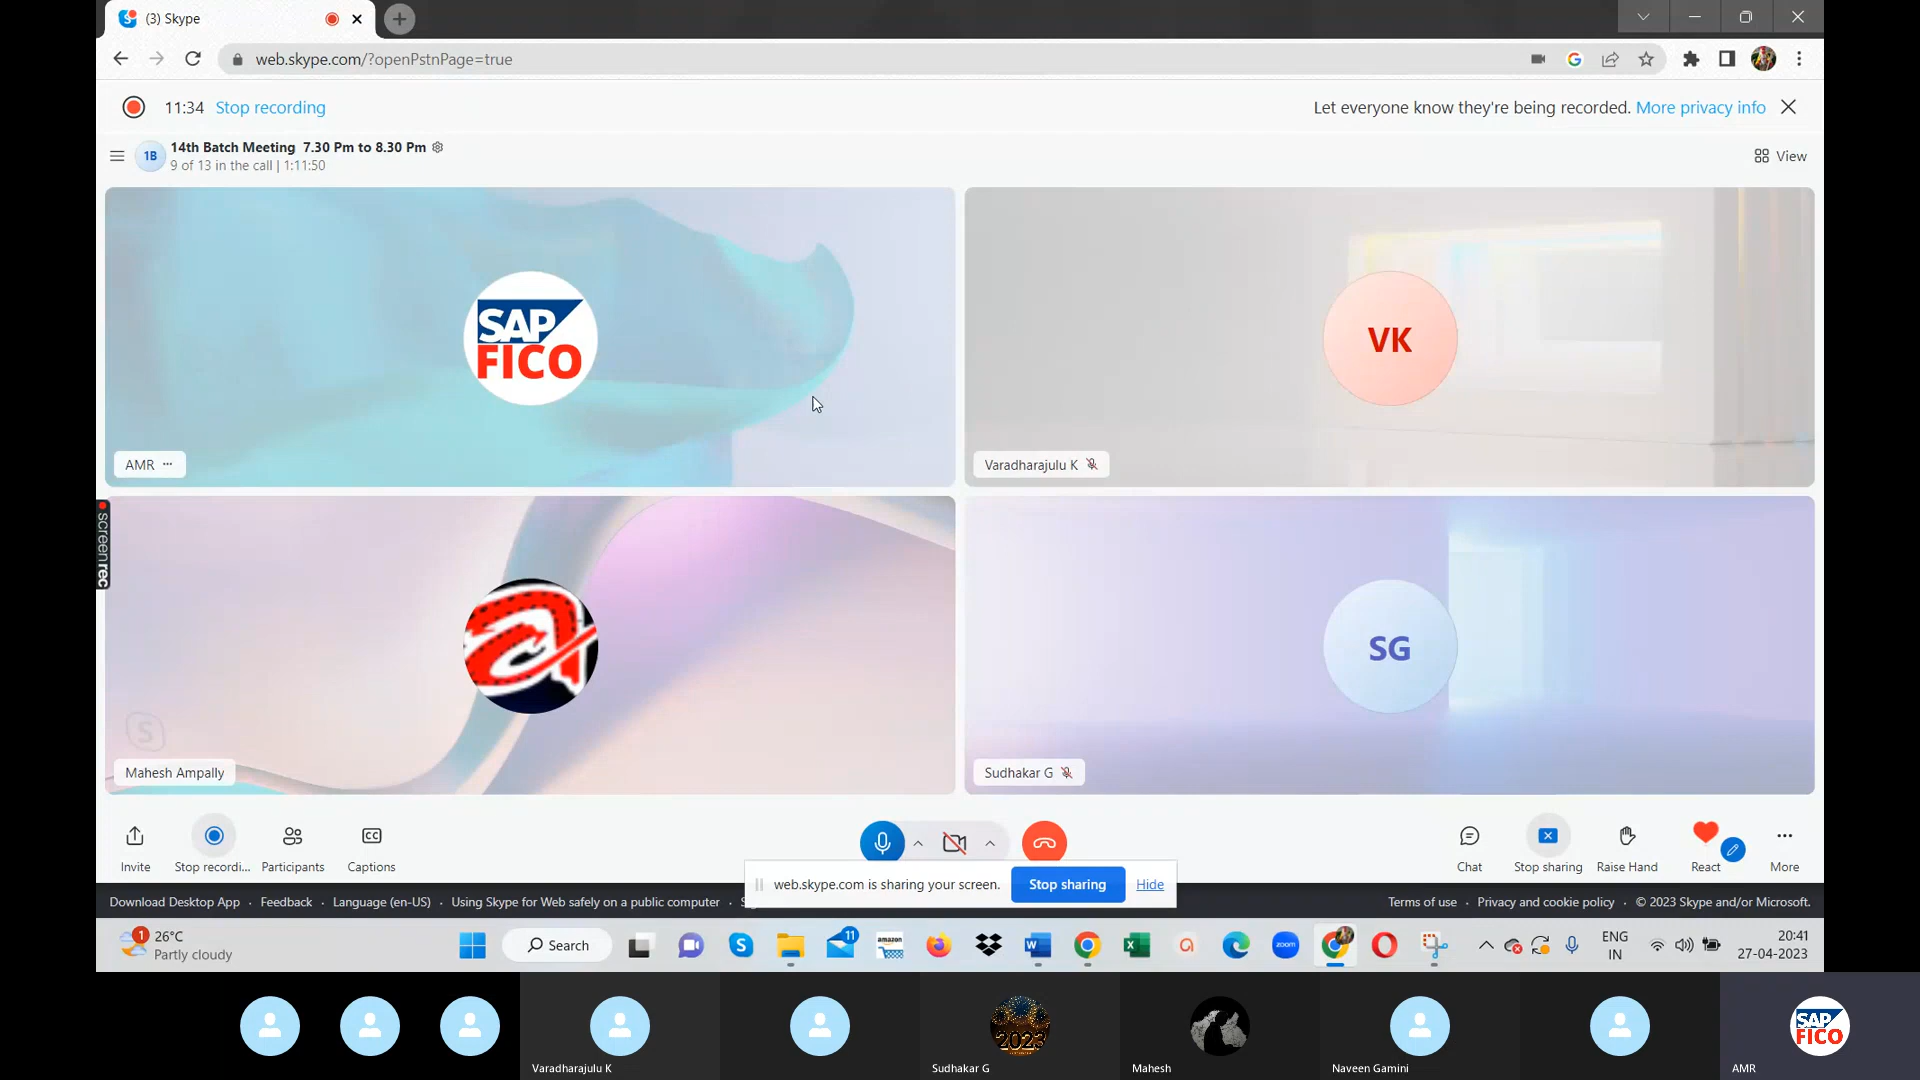 (3) Skype
web.skype.com/?openPstnPage=true
11:34 Stop recording
Let everyone know they're being recorded. More privacy info
1B
14th Batch Meeting 7.30 Pm to 8.30 Pm
9 of 13 in the call | 1:11:50
View
SAP
FICO
VK
AMR
Varadharajulu K
screenrec
SG
Mahesh Ampally
Sudhakar G
Invite
Stop recordi...
Participants
CC
Captions
Chat
Stop sharing
Raise Hand
React
More
web.skype.com is sharing your screen.
Stop sharing
Hide
Download Desktop App · Feedback · Language (en-US) · Using Skype for Web safely on a public computer ·
Terms of use · Privacy and cookie policy · © 2023 Skype and/or Microsoft.
1
26°C
Partly cloudy
Search
11
amazon
zoom
ENG
IN
20:41
27-04-2023
Varadharajulu K
2023
Sudhakar G
Mahesh
Naveen Gamini
SAP
FICO
AMR